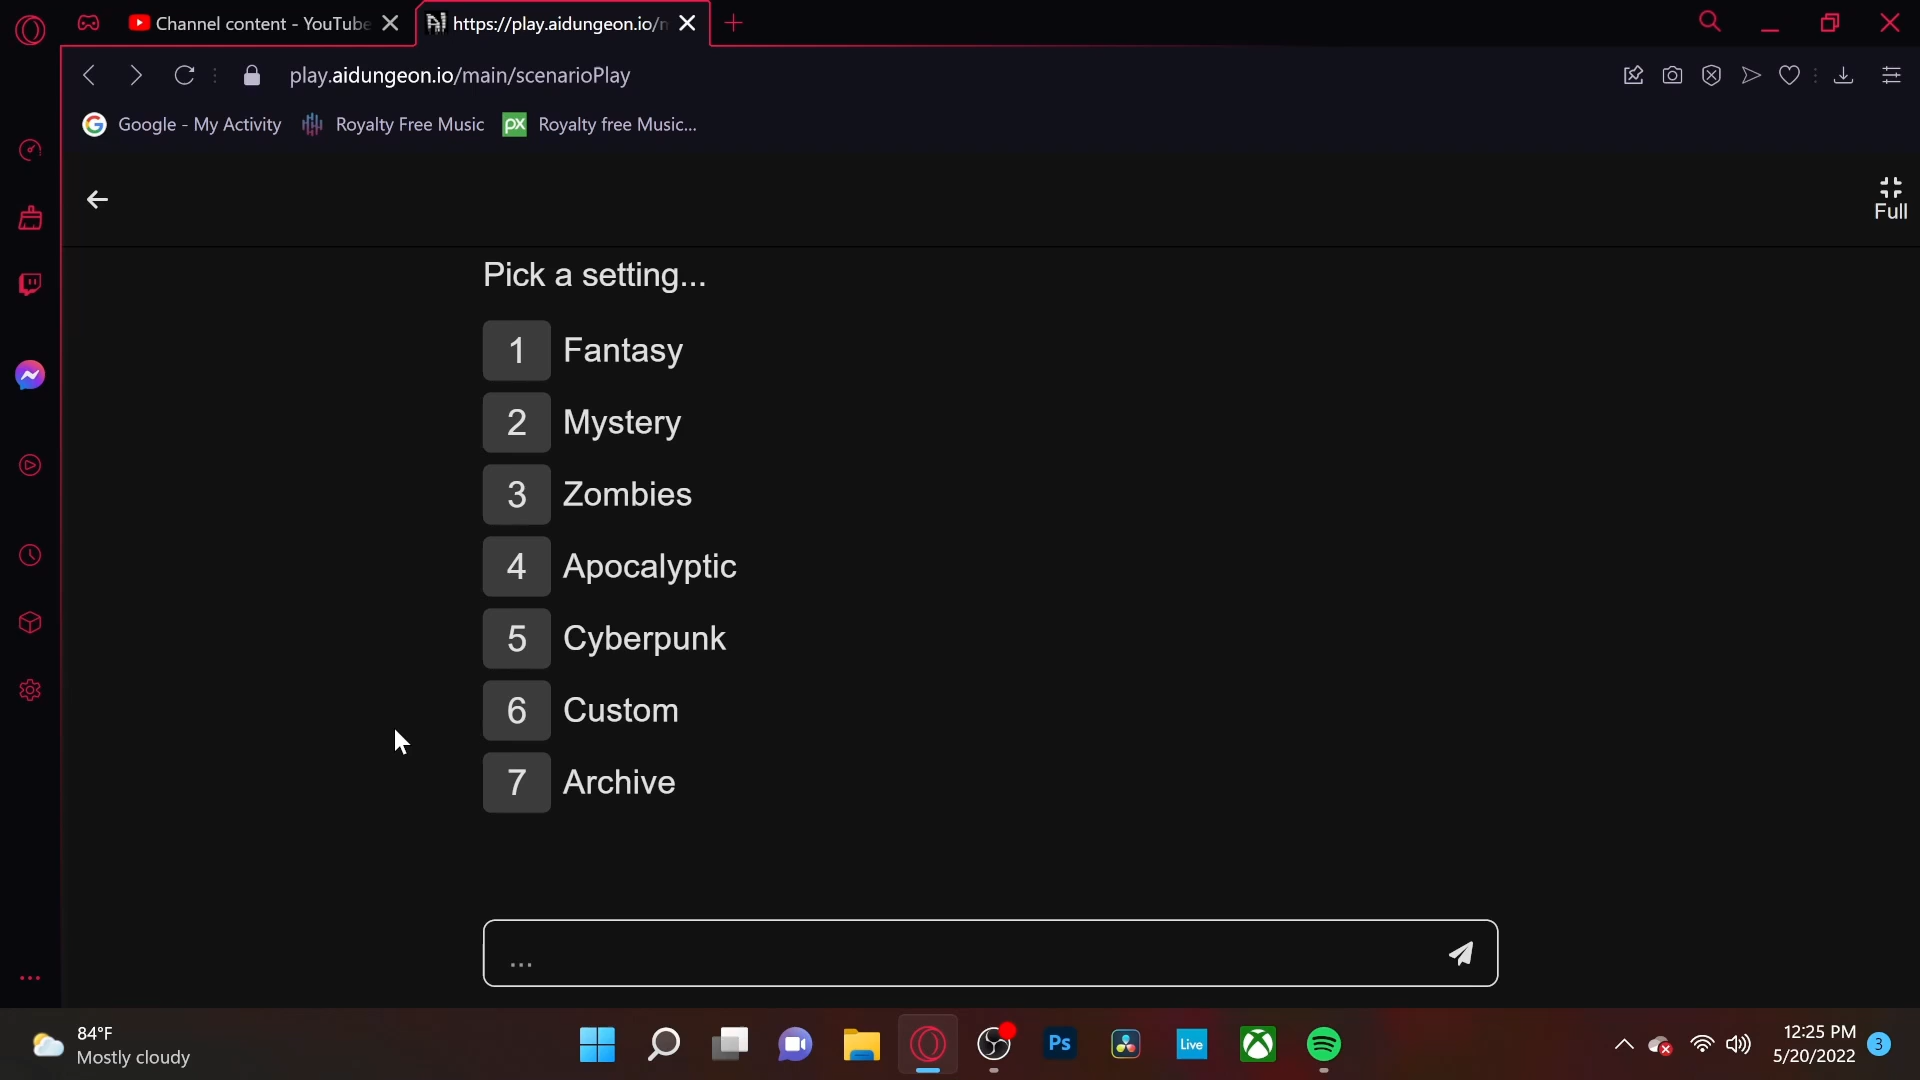 Channel content - YouTube
https://play.aidungeon.io/m
play.aidungeon.io/main/scenarioPlay
Google - My Activity
Royalty Free Music
px
Royalty free Music...
Full
Pick a setting...
1 Fantasy
2 Mystery
3 Zombies
4 Apocalyptic
5 Cyberpunk
6 Custom
7 Archive
...
84°F
Mostly cloudy
Ps
Live
12:25 PM
5/20/2022
3